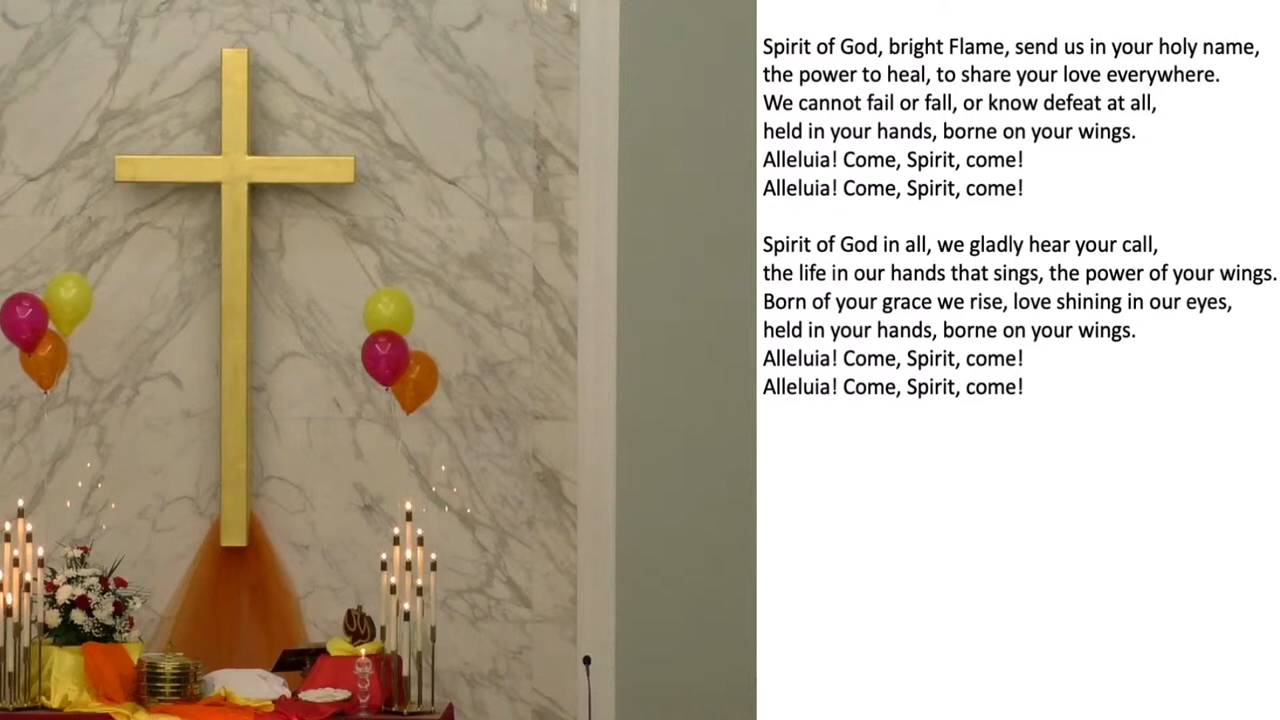 Spirit of God, bright Flame, send us in your holy name,
the power to heal, to share your love everywhere.
We cannot fail or fall, or know defeat at all,
held in your hands, borne on your wings.
Alleluia! Come, Spirit, come!
Alleluia! Come, Spirit, come!
Spirit of God in all, we gladly hear your call,
the life in our hands that sings, the power of your wings.
Born of your grace we rise, love shining in our eyes,
held in your hands, borne on your wings.
Alleluia! Come, Spirit, come!
Alleluia! Come, Spirit, come!